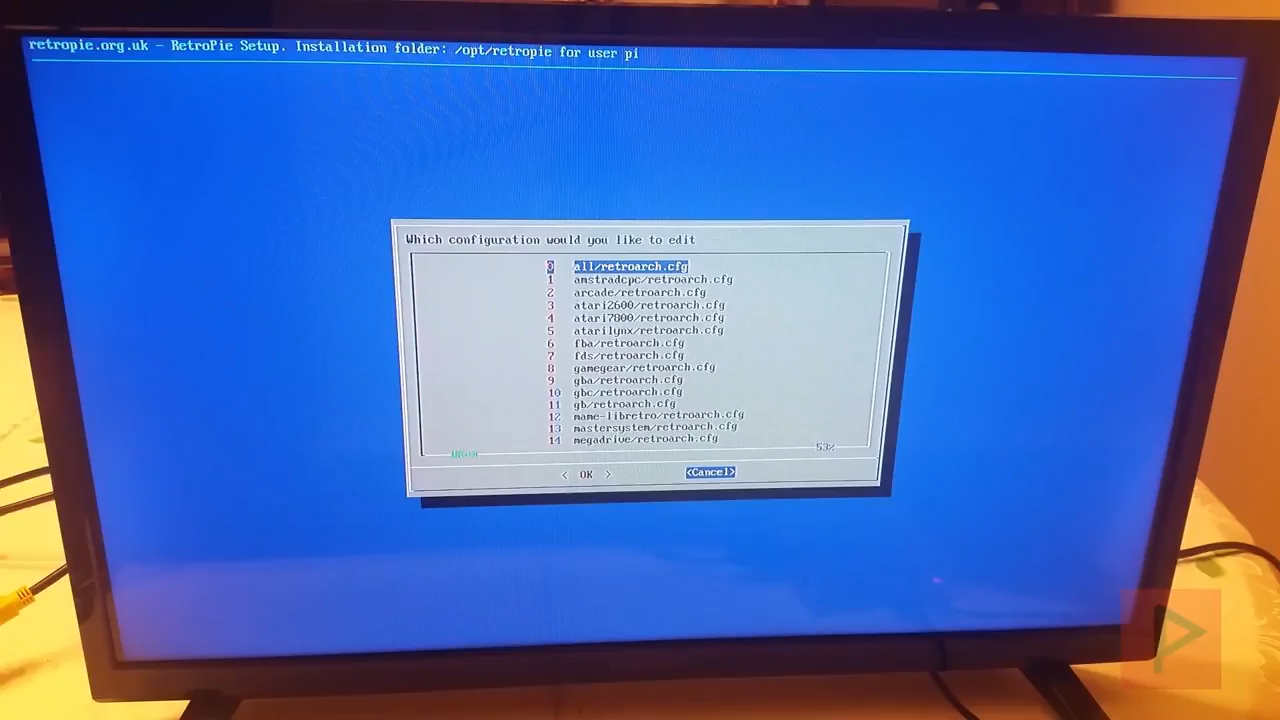 retropie.org.uk - RetroPie Setup. Installation folder: /opt/retropie for user pi
Which configuration would you like to edit
0 all/retroarch.cfg
1 amstradcpc/retroarch.cfg
2 arcade/retroarch.cfg
3 atari2600/retroarch.cfg
4 atari7800/retroarch.cfg
5 atarilynx/retroarch.cfg
6 fba/retroarch.cfg
7 fds/retroarch.cfg
8 gamegear/retroarch.cfg
9 gba/retroarch.cfg
10 gbc/retroarch.cfg
11 gb/retroarch.cfg
12 mame-libretro/retroarch.cfg
13 mastersystem/retroarch.cfg
14 megadrive/retroarch.cfg
53%
< OK > <Cancel>